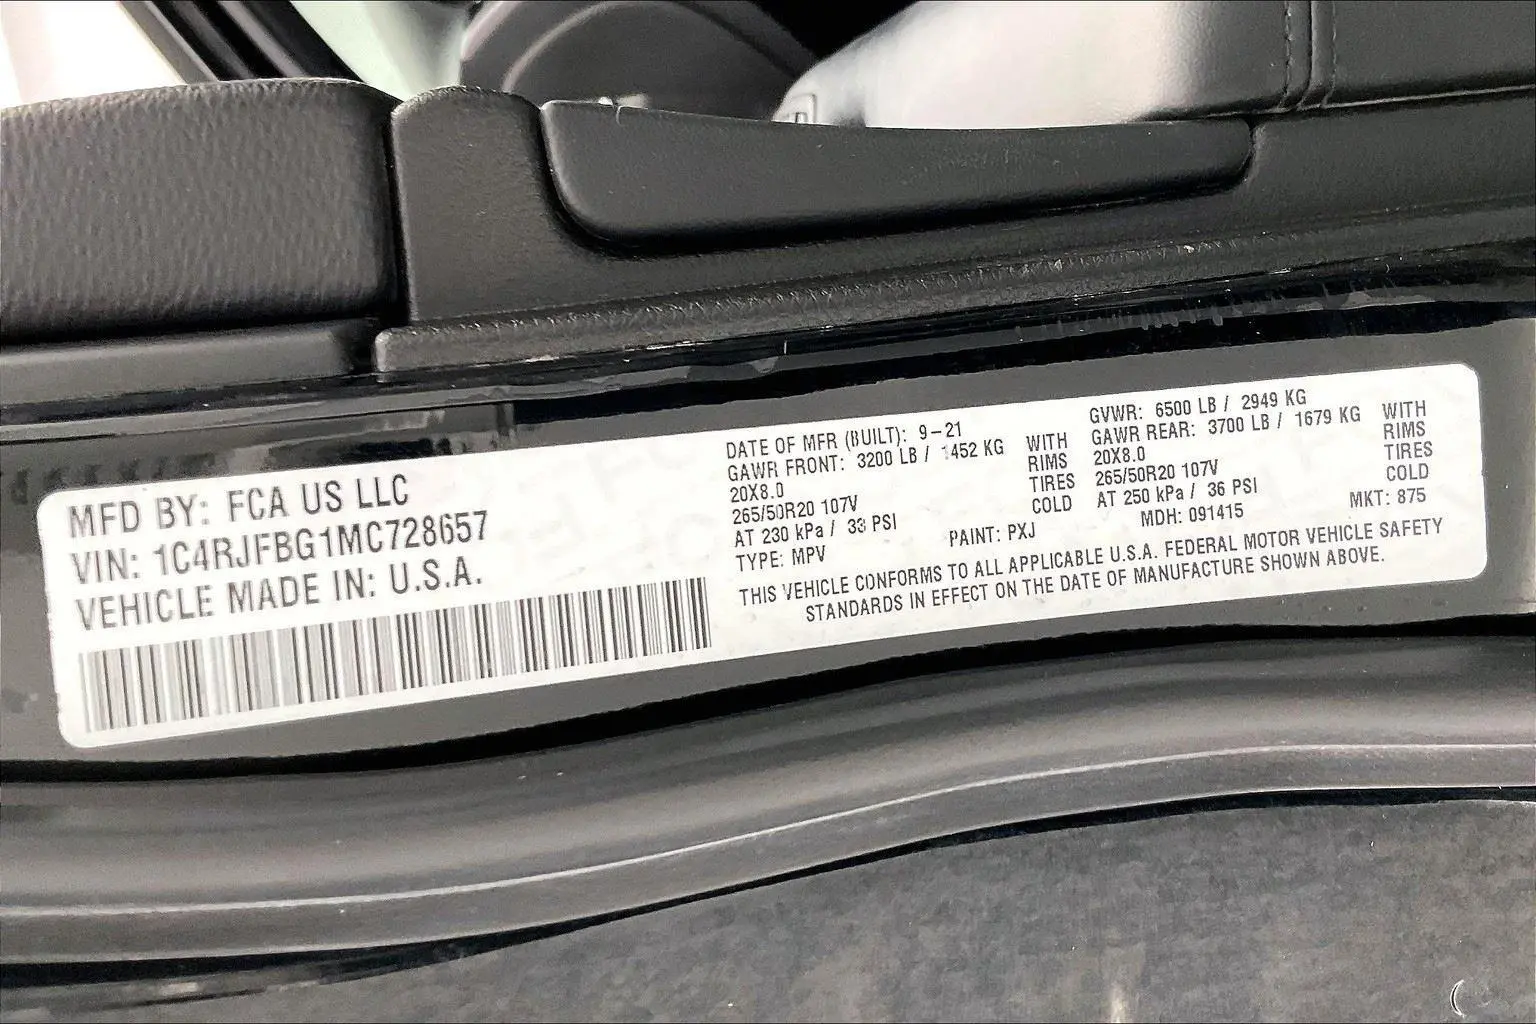 MFD BY: FCA US LLC
VIN: 1C4RJFBG1MC728657
VEHICLE MADE IN: U.S.A.
DATE OF MFR (BUILT): 9-21
GAWR FRONT: 3200 LB / 1452 KG WITH
20X8.0 RIMS
265/50R20 107V TIRES
AT 230 kPa / 33 PSI COLD
TYPE: MPV PAINT: PXJ
GVWR: 6500 LB / 2949 KG
GAWR REAR: 3700 LB / 1679 KG WITH
20X8.0 RIMS
265/50R20 107V TIRES
AT 250 kPa / 36 PSI COLD
MDH: 091415 MKT: 875
THIS VEHICLE CONFORMS TO ALL APPLICABLE U.S.A. FEDERAL MOTOR VEHICLE SAFETY
STANDARDS IN EFFECT ON THE DATE OF MANUFACTURE SHOWN ABOVE.